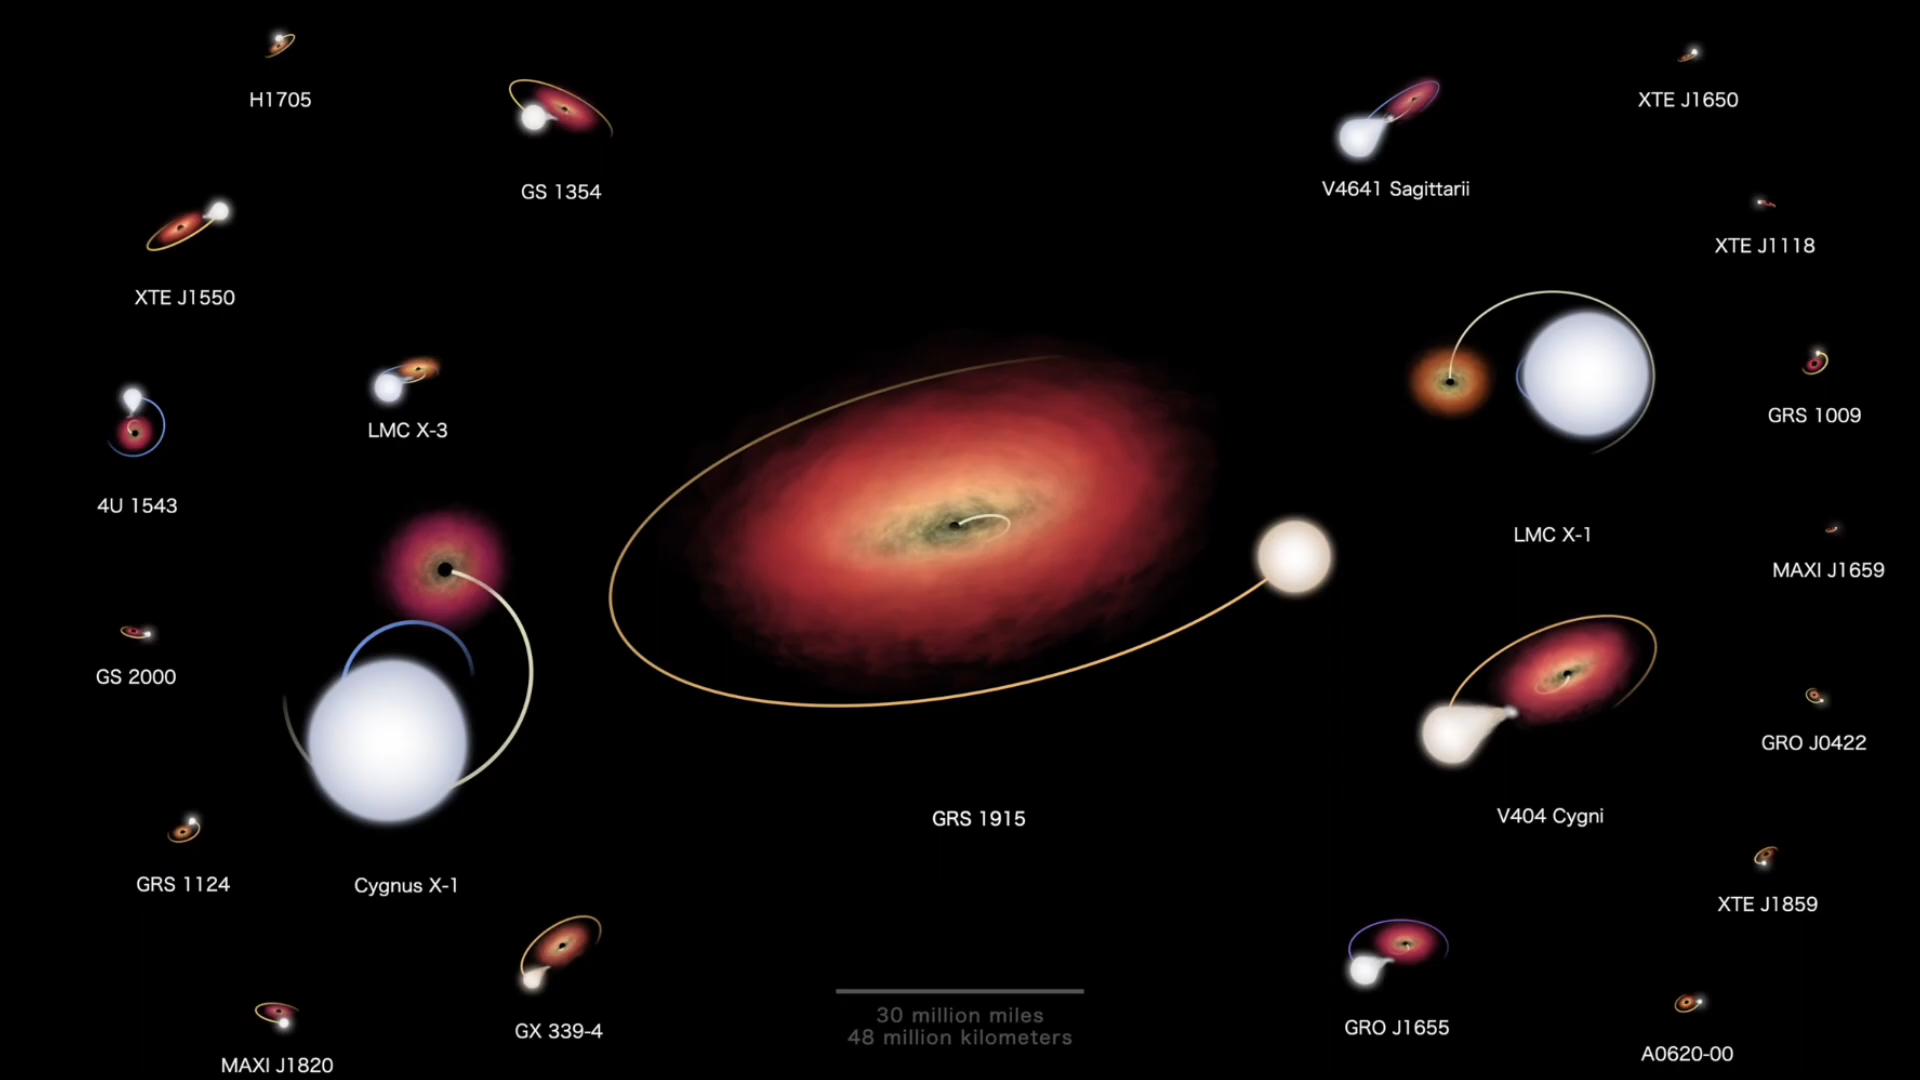 H1705
XTE J1650
GS 1354
V4641 Sagittarii
XTE J1118
XTE J1550
GRS 1009
LMC X-3
4U 1543
LMC X-1
MAXI J1659
GS 2000
GRO J0422
V404 Cygni
GRS 1915
GRS 1124
Cygnus X-1
XTE J1859
30 million miles
48 million kilometers
GX 339-4
GRO J1655
A0620-00
MAXI J1820